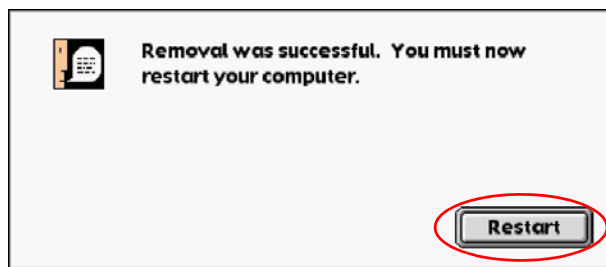 Removal was successful.  You must now
restart your computer.
Restart